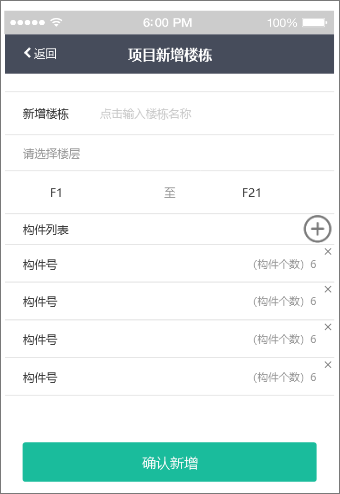 6:00 PM 100%
返回 项目新增楼栋
新增楼栋 点击输入楼栋名称
请选择楼层
F1 至 F21
构件列表
构件号 (构件个数) 6
构件号 (构件个数) 6
构件号 (构件个数) 6
构件号 (构件个数) 6
确认新增